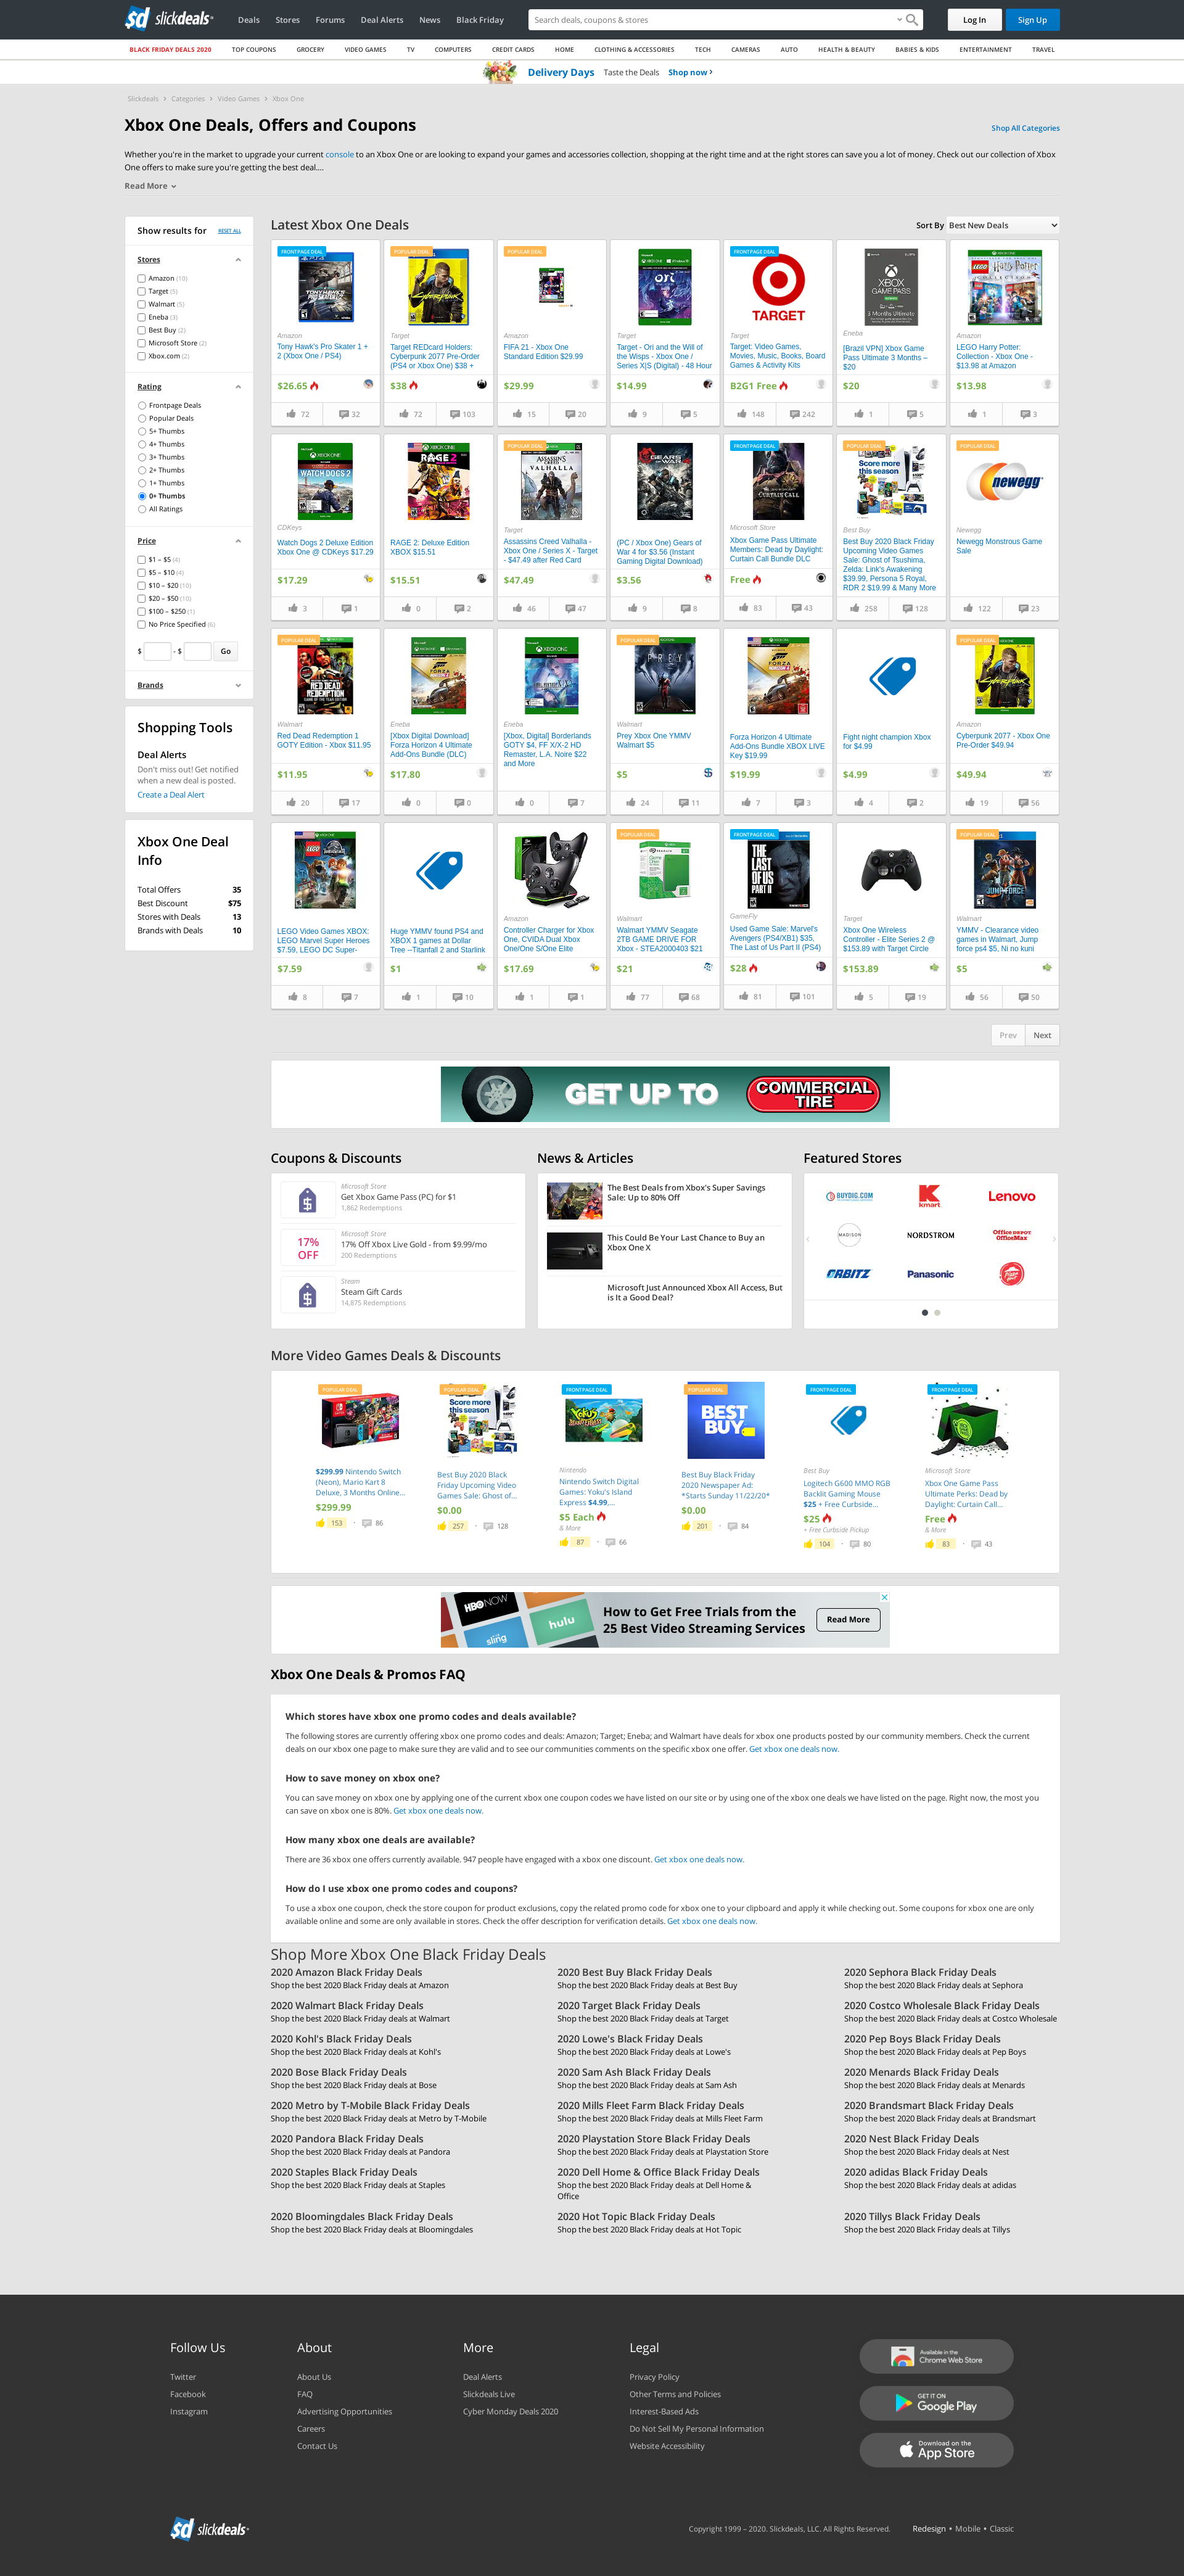 sd slickdeals
Deals Stores Forums Deal Alerts News Black Friday
Search deals, coupons & stores
Log In Sign Up
BLACK FRIDAY DEALS 2020 TOP COUPONS GROCERY VIDEO GAMES TV COMPUTERS CREDIT CARDS HOME CLOTHING & ACCESSORIES TECH CAMERAS AUTO HEALTH & BEAUTY BABIES & KIDS ENTERTAINMENT TRAVEL
Delivery Days Taste the Deals Shop now ›
Slickdeals › Categories › Video Games › Xbox One
Xbox One Deals, Offers and Coupons
Shop All Categories
Whether you're in the market to upgrade your current console to an Xbox One or are looking to expand your games and accessories collection, shopping at the right time and at the right stores can save you a lot of money. Check out our collection of Xbox
One offers to make sure you're getting the best deal....
Read More
Show results for RESET ALL
Stores
Amazon (10)
Target (5)
Walmart (5)
Eneba (3)
Best Buy (2)
Microsoft Store (2)
Xbox.com (2)
Rating
Frontpage Deals
Popular Deals
5+ Thumbs
4+ Thumbs
3+ Thumbs
2+ Thumbs
1+ Thumbs
0+ Thumbs
All Ratings
Price
$1 – $5 (4)
$5 – $10 (4)
$10 – $20 (10)
$20 – $50 (10)
$100 – $250 (1)
No Price Specified (6)
$ - $ Go
Brands
Shopping Tools
Deal Alerts
Don't miss out! Get notified
when a new deal is posted.
Create a Deal Alert
Xbox One Deal
Info
Total Offers 35
Best Discount $75
Stores with Deals 13
Brands with Deals 10
Latest Xbox One Deals
Sort By Best New Deals
FRONTPAGE DEAL
Amazon
Tony Hawk's Pro Skater 1 +
2 (Xbox One / PS4)
$26.65
72 32
POPULAR DEAL
Target
Target REDcard Holders:
Cyberpunk 2077 Pre-Order
(PS4 or Xbox One) $38 +
$38
72 103
POPULAR DEAL
Amazon
FIFA 21 - Xbox One
Standard Edition $29.99
$29.99
15 20
ori
Target
Target - Ori and the Will of
the Wisps - Xbox One /
Series X|S (Digital) - 48 Hour
$14.99
9 5
FRONTPAGE DEAL
TARGET
Target
Target: Video Games,
Movies, Music, Books, Board
Games & Activity Kits
B2G1 Free
148 242
XBOX
GAME PASS
3 Months Ultimate
Eneba
[Brazil VPN] Xbox Game
Pass Ultimate 3 Months –
$20
$20
1 5
Amazon
LEGO Harry Potter:
Collection - Xbox One -
$13.98 at Amazon
$13.98
1 3
WATCH DOGS 2
CDKeys
Watch Dogs 2 Deluxe Edition
Xbox One @ CDKeys $17.29
$17.29
3 1
RAGE 2
RAGE 2: Deluxe Edition
XBOX $15.51
$15.51
0 2
POPULAR DEAL
VALHALLA
Target
Assassins Creed Valhalla -
Xbox One / Series X - Target
- $47.49 after Red Card
$47.49
46 47
GEARS
(PC / Xbox One) Gears of
War 4 for $3.56 (Instant
Gaming Digital Download)
$3.56
9 8
FRONTPAGE DEAL
CURTAIN CALL
Microsoft Store
Xbox Game Pass Ultimate
Members: Dead by Daylight:
Curtain Call Bundle DLC
Free
83 43
POPULAR DEAL
Score more
this season
Best Buy
Best Buy 2020 Black Friday
Upcoming Video Games
Sale: Ghost of Tsushima,
Zelda: Link's Awakening
$39.99, Persona 5 Royal,
RDR 2 $19.99 & Many More
258 128
POPULAR DEAL
newegg
Newegg
Newegg Monstrous Game
Sale
122 23
POPULAR DEAL
RED DEAD
REDEMPTION
Walmart
Red Dead Redemption 1
GOTY Edition - Xbox $11.95
$11.95
20 17
FORZA
Eneba
[Xbox Digital Download]
Forza Horizon 4 Ultimate
Add-Ons Bundle (DLC)
$17.80
0 0
Eneba
[Xbox, Digital] Borderlands
GOTY $4, FF X/X-2 HD
Remaster, L.A. Noire $22
and More
0 7
POPULAR DEAL
PREY
Walmart
Prey Xbox One YMMV
Walmart $5
$5
24 11
FORZA
Forza Horizon 4 Ultimate
Add-Ons Bundle XBOX LIVE
Key $19.99
$19.99
7 3
Fight night champion Xbox
for $4.99
$4.99
4 2
POPULAR DEAL
Amazon
Cyberpunk 2077 - Xbox One
Pre-Order $49.94
$49.94
19 56
LEGO Video Games XBOX:
LEGO Marvel Super Heroes
$7.59, LEGO DC Super-
$7.59
8 7
Huge YMMV found PS4 and
XBOX 1 games at Dollar
Tree --Titanfall 2 and Starlink
$1
1 10
Amazon
Controller Charger for Xbox
One, CVIDA Dual Xbox
One/One S/One Elite
$17.69
1 1
POPULAR DEAL
Walmart
Walmart YMMV Seagate
2TB GAME DRIVE FOR
Xbox - STEA2000403 $21
$21
77 68
FRONTPAGE DEAL
THE
LAST
OF US
PART II
GameFly
Used Game Sale: Marvel's
Avengers (PS4/XB1) $35,
The Last of Us Part II (PS4)
$28
81 101
Target
Xbox One Wireless
Controller - Elite Series 2 @
$153.89 with Target Circle
$153.89
5 19
POPULAR DEAL
JUMP FORCE
Walmart
YMMV - Clearance video
games in Walmart, Jump
force ps4 $5, Ni no kuni
$5
56 50
Prev Next
GET UP TO COMMERCIAL TIRE
Coupons & Discounts
Microsoft Store
Get Xbox Game Pass (PC) for $1
1,862 Redemptions
17%
OFF
Microsoft Store
17% Off Xbox Live Gold - from $9.99/mo
200 Redemptions
Steam
Steam Gift Cards
14,875 Redemptions
News & Articles
The Best Deals from Xbox's Super Savings
Sale: Up to 80% Off
This Could Be Your Last Chance to Buy an
Xbox One X
Microsoft Just Announced Xbox All Access, But
is It a Good Deal?
Featured Stores
BUYDIG.COM kmart Lenovo
MADISON NORDSTROM Office DEPOT OfficeMax
ORBITZ Panasonic Pizza Hut
More Video Games Deals & Discounts
POPULAR DEAL
$299.99 Nintendo Switch
(Neon), Mario Kart 8
Deluxe, 3 Months Online...
$299.99
153 · 86
POPULAR DEAL
Score more
this season
Best Buy 2020 Black
Friday Upcoming Video
Games Sale: Ghost of...
$0.00
257 · 128
FRONTPAGE DEAL
Nintendo
Nintendo Switch Digital
Games: Yoku's Island
Express $4.99,...
$5 Each
& More
87 · 66
POPULAR DEAL
BEST
BUY
Best Buy Black Friday
2020 Newspaper Ad:
*Starts Sunday 11/22/20*
$0.00
201 · 84
FRONTPAGE DEAL
Best Buy
Logitech G600 MMO RGB
Backlit Gaming Mouse
$25 + Free Curbside...
$25
+ Free Curbside Pickup
104 · 80
FRONTPAGE DEAL
Microsoft Store
Xbox One Game Pass
Ultimate Perks: Dead by
Daylight: Curtain Call...
Free
& More
83 · 43
HBO NOW
sling
hulu
How to Get Free Trials from the
25 Best Video Streaming Services
Read More
Xbox One Deals & Promos FAQ
Which stores have xbox one promo codes and deals available?
The following stores are currently offering xbox one promo codes and deals: Amazon; Target; Eneba; and Walmart have deals for xbox one products posted by our community members. Check the current
deals on our xbox one page to make sure they are valid and to see our communities comments on the specific xbox one offer. Get xbox one deals now.
How to save money on xbox one?
You can save money on xbox one by applying one of the current xbox one coupon codes we have listed on our site or by using one of the xbox one deals we have listed on the page. Right now, the most you
can save on xbox one is 80%. Get xbox one deals now.
How many xbox one deals are available?
There are 36 xbox one offers currently available. 947 people have engaged with a xbox one discount. Get xbox one deals now.
How do I use xbox one promo codes and coupons?
To use a xbox one coupon, check the store coupon for product exclusions, copy the related promo code for xbox one to your clipboard and apply it while checking out. Some coupons for xbox one are only
available online and some are only available in stores. Check the offer description for verification details. Get xbox one deals now.
Shop More Xbox One Black Friday Deals
2020 Amazon Black Friday Deals
Shop the best 2020 Black Friday deals at Amazon
2020 Best Buy Black Friday Deals
Shop the best 2020 Black Friday deals at Best Buy
2020 Sephora Black Friday Deals
Shop the best 2020 Black Friday deals at Sephora
2020 Walmart Black Friday Deals
Shop the best 2020 Black Friday deals at Walmart
2020 Target Black Friday Deals
Shop the best 2020 Black Friday deals at Target
2020 Costco Wholesale Black Friday Deals
Shop the best 2020 Black Friday deals at Costco Wholesale
2020 Kohl's Black Friday Deals
Shop the best 2020 Black Friday deals at Kohl's
2020 Lowe's Black Friday Deals
Shop the best 2020 Black Friday deals at Lowe's
2020 Pep Boys Black Friday Deals
Shop the best 2020 Black Friday deals at Pep Boys
2020 Bose Black Friday Deals
Shop the best 2020 Black Friday deals at Bose
2020 Sam Ash Black Friday Deals
Shop the best 2020 Black Friday deals at Sam Ash
2020 Menards Black Friday Deals
Shop the best 2020 Black Friday deals at Menards
2020 Metro by T-Mobile Black Friday Deals
Shop the best 2020 Black Friday deals at Metro by T-Mobile
2020 Mills Fleet Farm Black Friday Deals
Shop the best 2020 Black Friday deals at Mills Fleet Farm
2020 Brandsmart Black Friday Deals
Shop the best 2020 Black Friday deals at Brandsmart
2020 Pandora Black Friday Deals
Shop the best 2020 Black Friday deals at Pandora
2020 Playstation Store Black Friday Deals
Shop the best 2020 Black Friday deals at Playstation Store
2020 Nest Black Friday Deals
Shop the best 2020 Black Friday deals at Nest
2020 Staples Black Friday Deals
Shop the best 2020 Black Friday deals at Staples
2020 Dell Home & Office Black Friday Deals
Shop the best 2020 Black Friday deals at Dell Home &
Office
2020 adidas Black Friday Deals
Shop the best 2020 Black Friday deals at adidas
2020 Bloomingdales Black Friday Deals
Shop the best 2020 Black Friday deals at Bloomingdales
2020 Hot Topic Black Friday Deals
Shop the best 2020 Black Friday deals at Hot Topic
2020 Tillys Black Friday Deals
Shop the best 2020 Black Friday deals at Tillys
Follow Us
Twitter
Facebook
Instagram
About
About Us
FAQ
Advertising Opportunities
Careers
Contact Us
More
Deal Alerts
Slickdeals Live
Cyber Monday Deals 2020
Legal
Privacy Policy
Other Terms and Policies
Interest-Based Ads
Do Not Sell My Personal Information
Website Accessibility
Available in the
Chrome Web Store
GET IT ON
Google Play
Download on the
App Store
sd slickdeals
Copyright 1999 – 2020. Slickdeals, LLC. All Rights Reserved. Redesign • Mobile • Classic